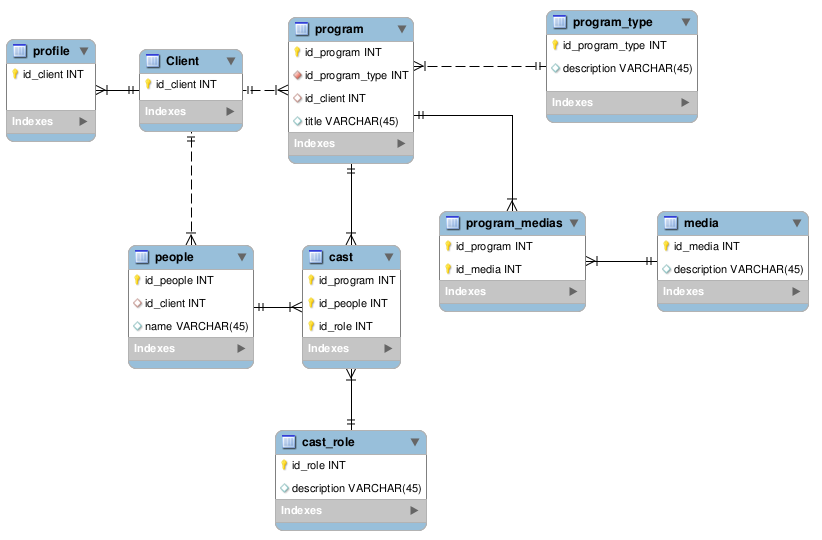 profile
id_client INT
Indexes
Client
id_client INT
Indexes
program
id_program INT
id_program_type INT
id_client INT
title VARCHAR(45)
Indexes
program_type
id_program_type INT
description VARCHAR(45)
Indexes
people
id_people INT
id_client INT
name VARCHAR(45)
Indexes
cast
id_program INT
id_people INT
id_role INT
Indexes
program_medias
id_program INT
id_media INT
Indexes
media
id_media INT
description VARCHAR(45)
Indexes
cast_role
id_role INT
description VARCHAR(45)
Indexes